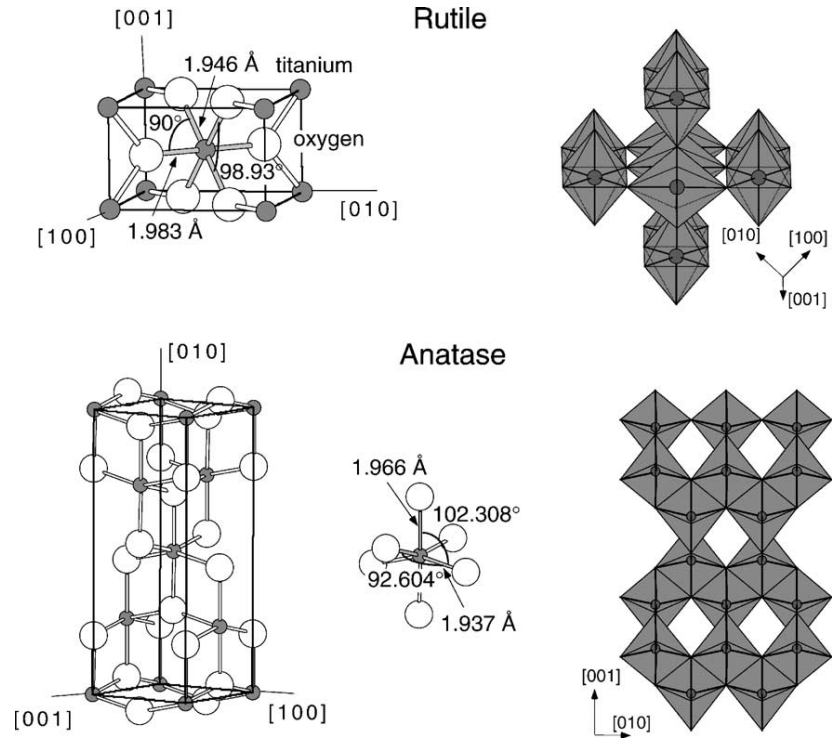 Rutile
[001]
1.946 Å
titanium
90°
oxygen
98.93°
[010]
[100]
1.983 Å
[010]
[100]
[001]
Anatase
[010]
1.966 Å
102.308°
92.604°
1.937 Å
[001]
[100]
[001]
[010]